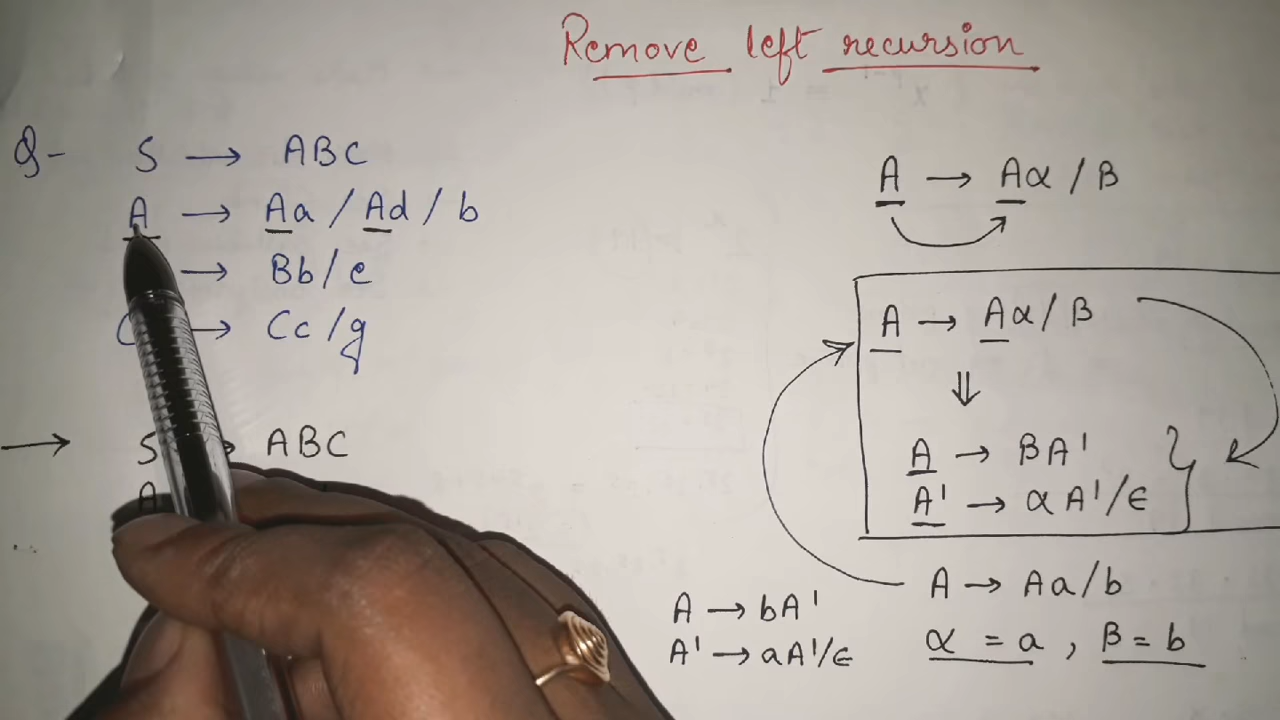 Remove left recursion
Q- S → ABC
A → Aa / Ad / b
→ Bb / e
C → Cc / g
→ S → ABC
A
A → Aα / B
A → Aα / B
⇓
A → BA'
A' → αA' / ϵ
A → Aa / b
α = a , B = b
A → bA'
A' → aA' / ϵ